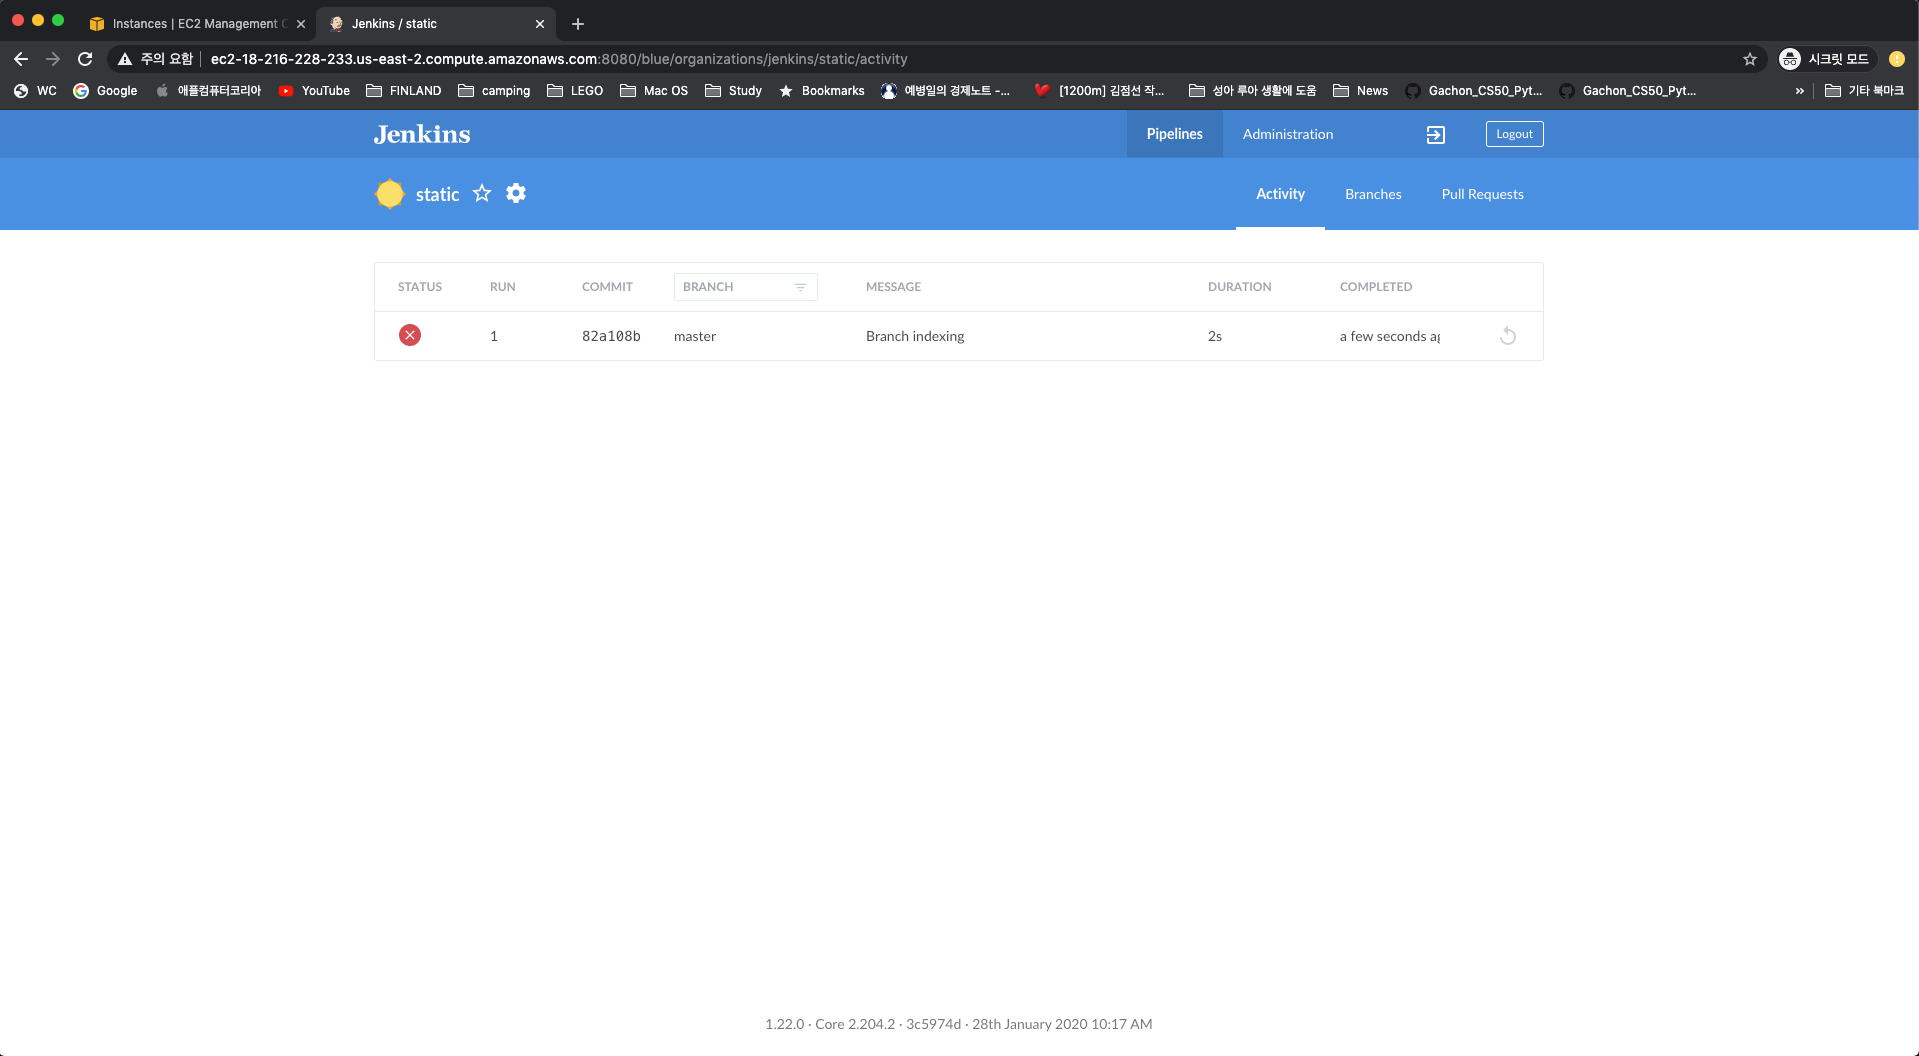 Instances | EC2 Management C
Jenkins / static
주의 요함 ec2-18-216-228-233.us-east-2.compute.amazonaws.com:8080/blue/organizations/jenkins/static/activity 시크릿 모드
WC Google 애플컴퓨터코리아 YouTube FINLAND camping LEGO Mac OS Study Bookmarks 예병일의 경제노트 -... [1200m] 김점선 작... 성아 루아 생활에 도움 News Gachon_CS50_Pyt... Gachon_CS50_Pyt... » 기타 북마크
Jenkins Pipelines Administration Logout
static Activity Branches Pull Requests
STATUS RUN COMMIT BRANCH MESSAGE DURATION COMPLETED
1 82a108b master Branch indexing 2s a few seconds ag
1.22.0 · Core 2.204.2 · 3c5974d · 28th January 2020 10:17 AM